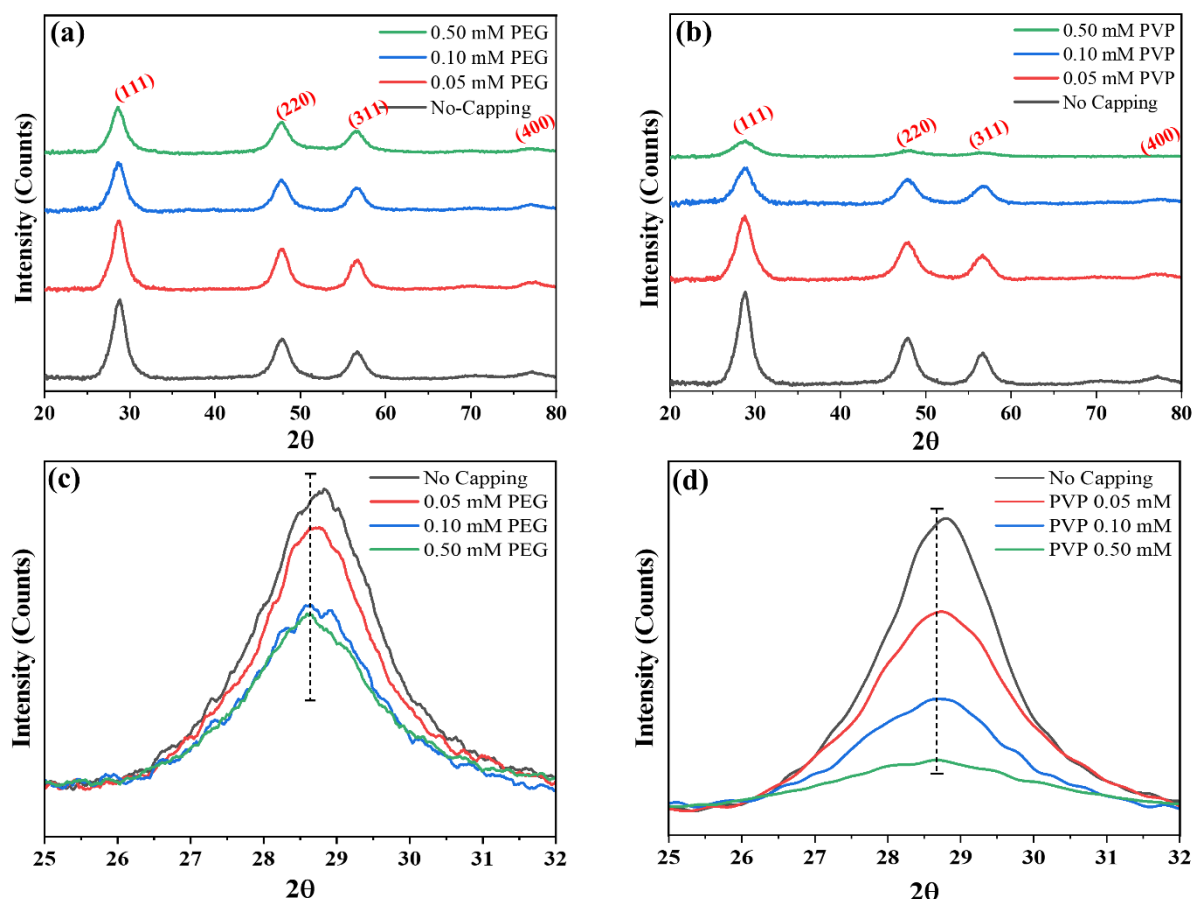 (a)
0.50 mM PEG
0.10 mM PEG
0.05 mM PEG
No-Capping
(111)
(220)
(311)
(400)
Intensity (Counts)
20 30 40 50 60 70 80
2θ
(b)
0.50 mM PVP
0.10 mM PVP
0.05 mM PVP
No Capping
(111)
(220)
(311)
(400)
Intensity (Counts)
20 30 40 50 60 70 80
2θ
(c)
No Capping
0.05 mM PEG
0.10 mM PEG
0.50 mM PEG
Intensity (Counts)
25 26 27 28 29 30 31 32
2θ
(d)
No Capping
PVP 0.05 mM
PVP 0.10 mM
PVP 0.50 mM
Intensity (Counts)
25 26 27 28 29 30 31 32
2θ